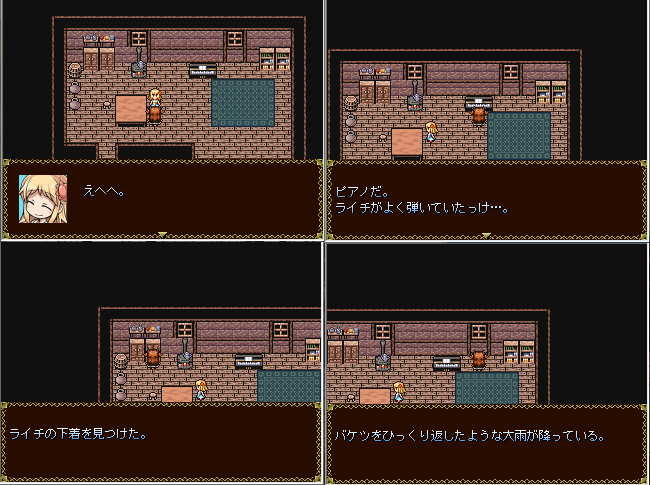 えへへ。
ピアノだ。
ライチがよく弾いていたっけ…。
ライチの下着を見つけた。
バケツをひっくり返したような大雨が降っている。